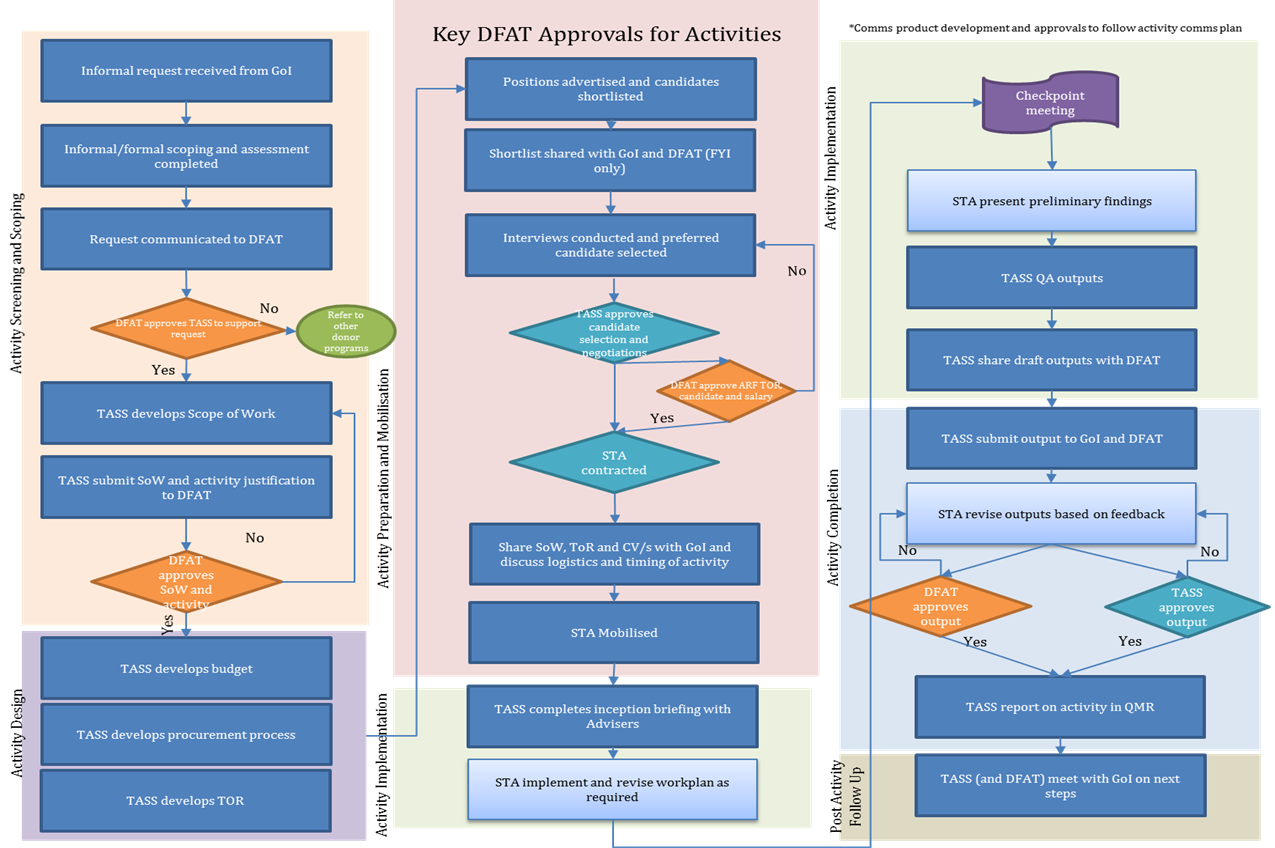 Key DFAT Approvals for Activities
*Comms product development and approvals to follow activity comms plan
Activity Screening and Scoping
Informal request received from GoI
Informal/formal scoping and assessment
completed
Request communicated to DFAT
DFAT approves TASS to support
request
No
Refer to
other
donor
programs
Yes
TASS develops Scope of Work
TASS submit SoW and activity justification
to DFAT
No
DFAT
approves
SoW and
activity
Yes
Activity Design
TASS develops budget
TASS develops procurement process
TASS develops TOR
Activity Preparation and Mobilisation
Positions advertised and candidates
shortlisted
Shortlist shared with GoI and DFAT (FYI
only)
Interviews conducted and preferred
candidate selected
No
TASS approves
candidate
selection and
negotiations
DFAT approve ARF TOR,
candidate and salary
Yes
STA
contracted
Share SoW, ToR and CV/s with GoI and
discuss logistics and timing of activity
STA Mobilised
Activity Implementation
TASS completes inception briefing with
Advisers
STA implement and revise workplan as
required
Activity Implementation
Checkpoint
meeting
STA present preliminary findings
TASS QA outputs
TASS share draft outputs with DFAT
Activity Completion
TASS submit output to GoI and DFAT
STA revise outputs based on feedback
No
No
DFAT
approves
output
TASS
approves
output
Yes
Yes
TASS report on activity in QMR
Post Activity
Follow Up
TASS (and DFAT) meet with GoI on next
steps